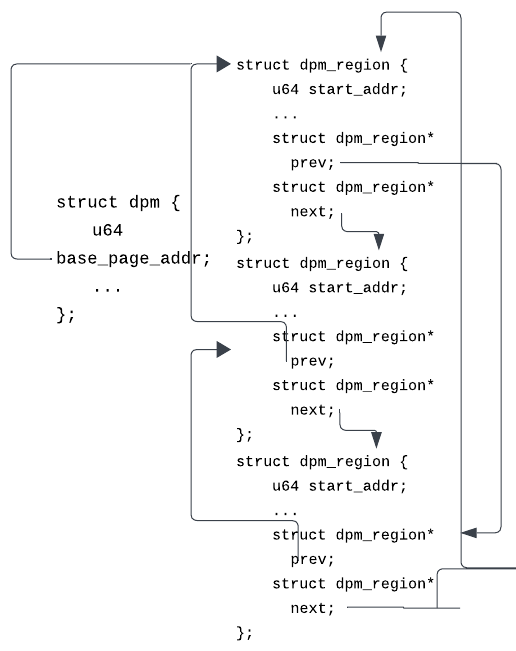 struct dpm_region {
u64 start_addr;
...
struct dpm_region*
prev;
struct dpm_region*
next;
};
struct dpm {
u64
base_page_addr;
...
};
struct dpm_region {
u64 start_addr;
...
struct dpm_region*
prev;
struct dpm_region*
next;
};
struct dpm_region {
u64 start_addr;
...
struct dpm_region*
prev;
struct dpm_region*
next;
};